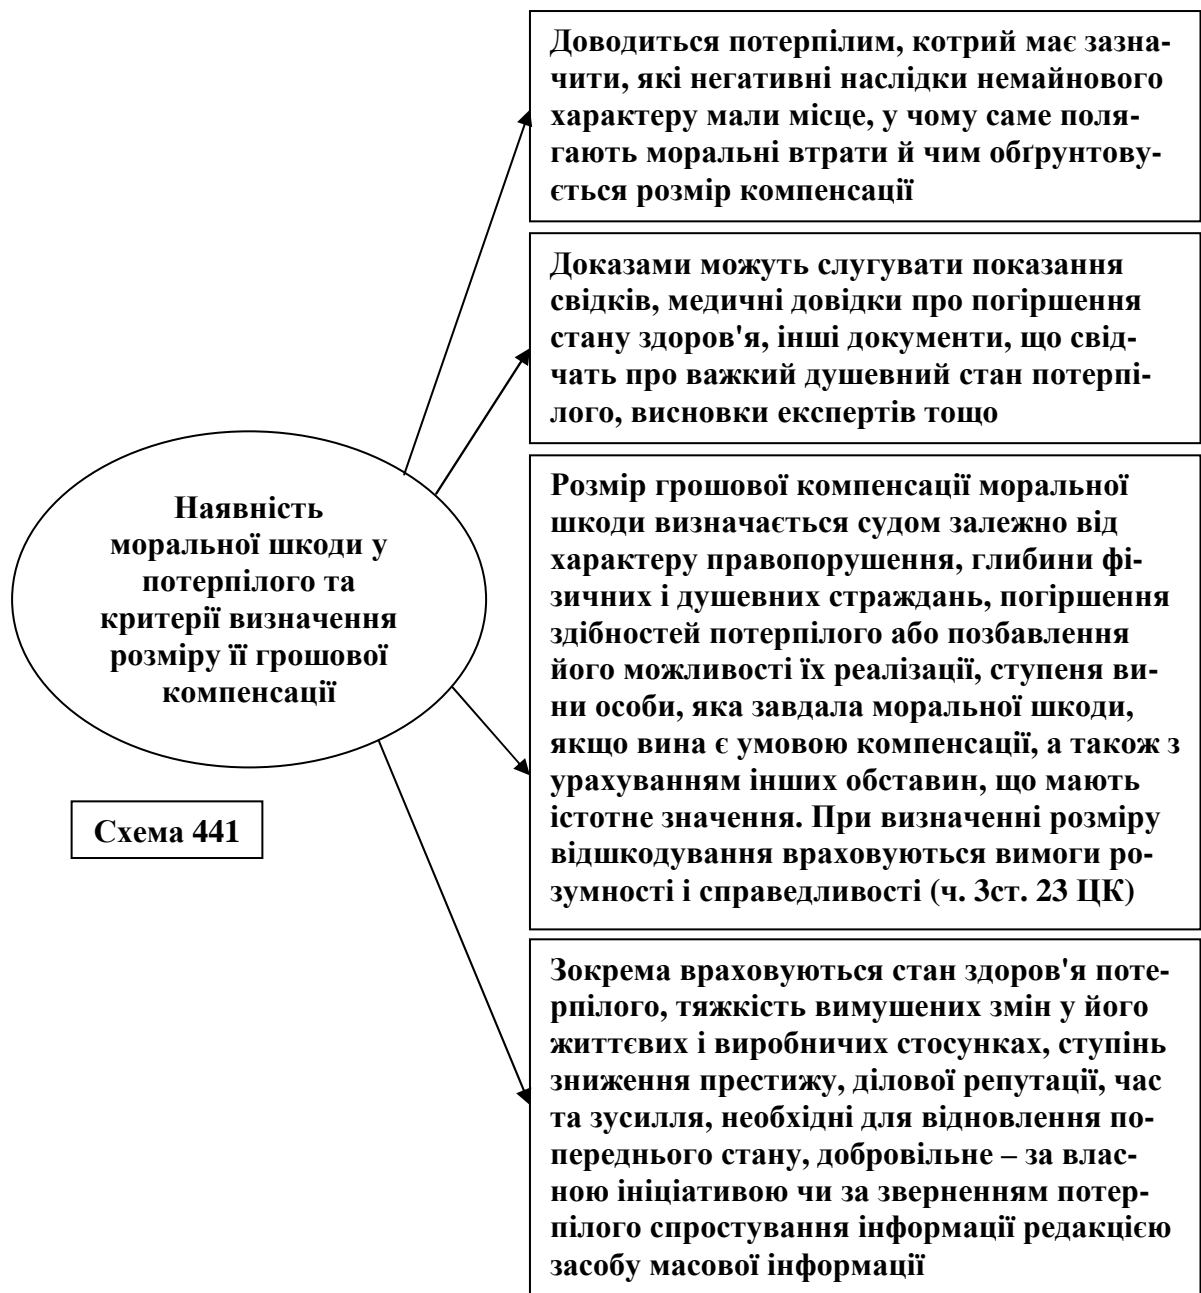 Доводиться потерпілим, котрий має зазна-
чити, які негативні наслідки немайнового
характеру мали місце, у чому саме поля-
гають моральні втрати й чим обґрунтову-
ється розмір компенсації
Доказами можуть слугувати показання
свідків, медичні довідки про погіршення
стану здоров'я, інші документи, що свід-
чать про важкий душевний стан потерпі-
лого, висновки експертів тощо
Наявність
моральної шкоди у
потерпілого та
критерії визначення
розміру її грошової
компенсації
Розмір грошової компенсації моральної
шкоди визначається судом залежно від
характеру правопорушення, глибини фі-
зичних і душевних страждань, погіршення
здібностей потерпілого або позбавлення
його можливості їх реалізації, ступеня ви-
ни особи, яка завдала моральної шкоди,
якщо вина є умовою компенсації, а також з
урахуванням інших обставин, що мають
істотне значення. При визначенні розміру
відшкодування враховуються вимоги ро-
зумності і справедливості (ч. 3ст. 23 ЦК)
Схема 441
Зокрема враховуються стан здоров'я поте-
рпілого, тяжкість вимушених змін у його
життєвих і виробничих стосунках, ступінь
зниження престижу, ділової репутації, час
та зусилля, необхідні для відновлення по-
переднього стану, добровільне – за влас-
ною ініціативою чи за зверненням потер-
пілого спростування інформації редакцією
засобу масової інформації